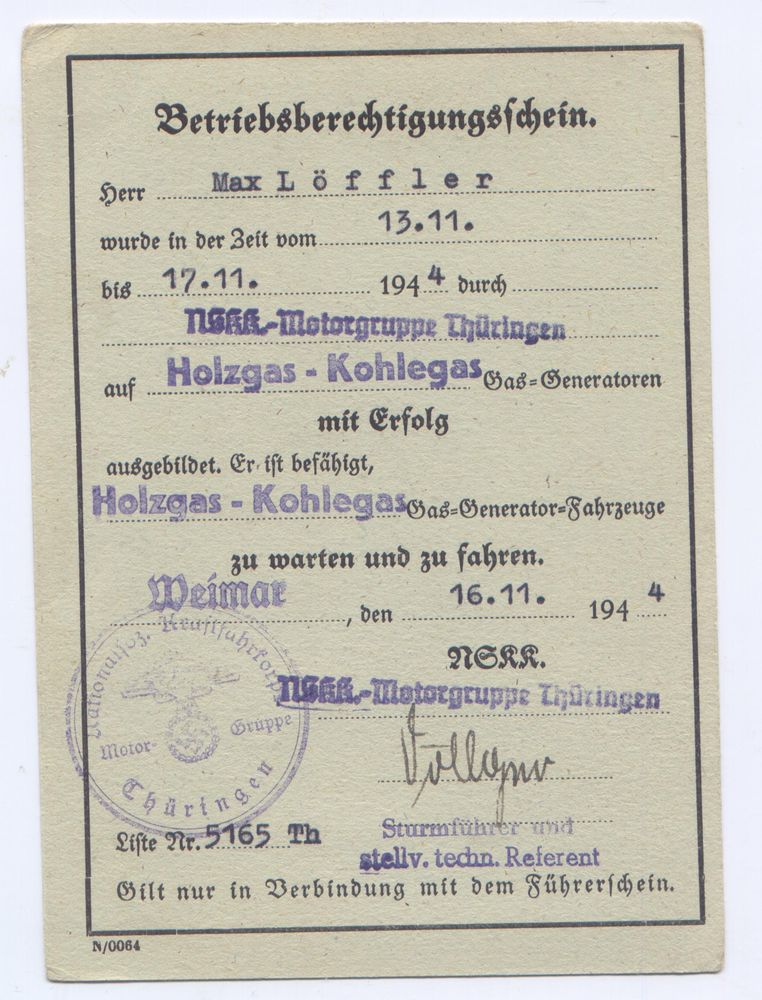 Betriebsberechtigungsschein.
Herr Max Löffler
wurde in der Zeit vom 13.11.
bis 17.11. 1944 durch
NSKK.-Motorgruppe Thüringen
auf Holzgas - Kohlegas Gas-Generatoren
mit Erfolg
ausgebildet. Er ist befähigt,
Holzgas - Kohlegas Gas-Generator-Fahrzeuge
zu warten und zu fahren.
Weimar, den 16.11. 1944
NSKK.
NSKK.-Motorgruppe Thüringen
Nationalsoz. Kraftfahrkorps
Motor- Gruppe
Thüringen
Liste Nr. 5165 Th
Sturmführer und
stellv. techn. Referent
Gilt nur in Verbindung mit dem Führerschein.
N/0064